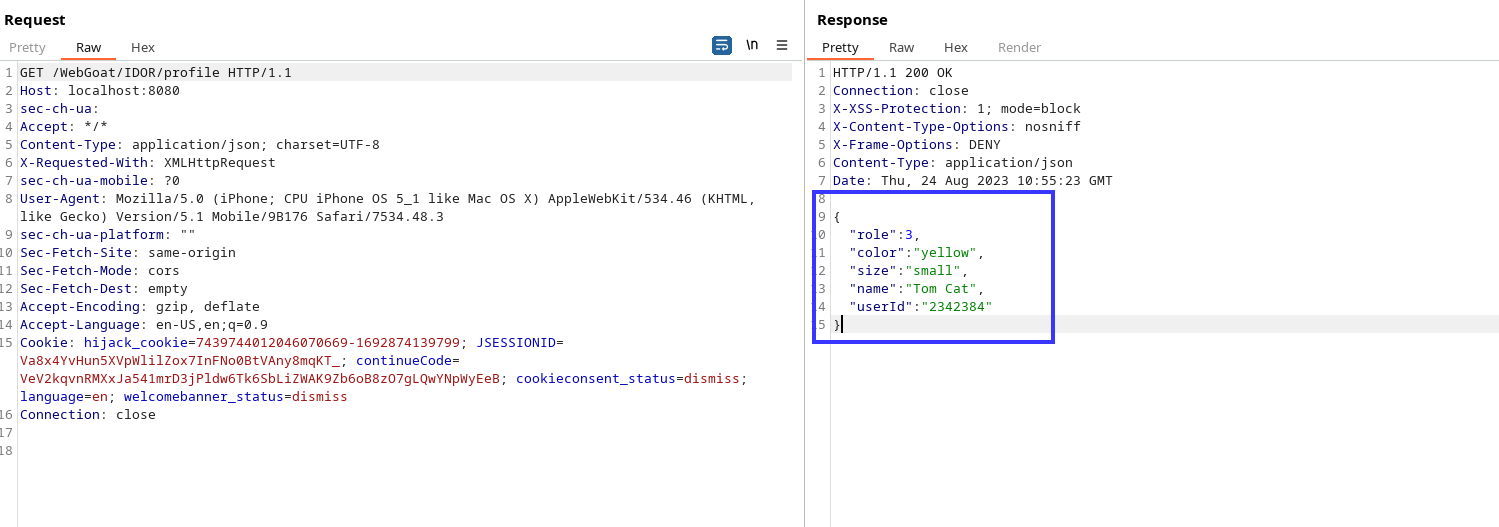 Request
Pretty Raw Hex
\n
1 GET /WebGoat/IDOR/profile HTTP/1.1
2 Host: localhost:8080
3 sec-ch-ua:
4 Accept: */*
5 Content-Type: application/json; charset=UTF-8
6 X-Requested-With: XMLHttpRequest
7 sec-ch-ua-mobile: ?0
8 User-Agent: Mozilla/5.0 (iPhone; CPU iPhone OS 5_1 like Mac OS X) AppleWebKit/534.46 (KHTML,
like Gecko) Version/5.1 Mobile/9B176 Safari/7534.48.3
9 sec-ch-ua-platform: ""
10 Sec-Fetch-Site: same-origin
11 Sec-Fetch-Mode: cors
12 Sec-Fetch-Dest: empty
13 Accept-Encoding: gzip, deflate
14 Accept-Language: en-US,en;q=0.9
15 Cookie: hijack_cookie=7439744012046070669-1692874139799; JSESSIONID=
Va8x4YvHun5XVpWlilZox7InFNo0BtVAny8mqKT_; continueCode=
VeV2kqvnRMXxJa541mrD3jPldw6Tk6SbLiZWAK9Zb6oB8zO7gLQwYNpWyEeB; cookieconsent_status=dismiss;
language=en; welcomebanner_status=dismiss
16 Connection: close
17
18
Response
Pretty Raw Hex Render
1 HTTP/1.1 200 OK
2 Connection: close
3 X-XSS-Protection: 1; mode=block
4 X-Content-Type-Options: nosniff
5 X-Frame-Options: DENY
6 Content-Type: application/json
7 Date: Thu, 24 Aug 2023 10:55:23 GMT
8
9 {
10 "role":3,
11 "color":"yellow",
12 "size":"small",
13 "name":"Tom Cat",
14 "userId":"2342384"
15 }